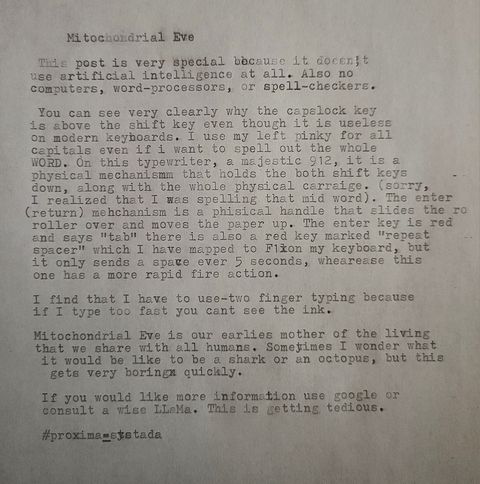 Mitochondrial Eve
This post is very special because it doesn't
use artificial intelligence at all. Also no
computers, word-processors, or spell-checkers.
You can see very clearly why the capslock key
is above the shift key even though it is useless
on modern keyboards. I use my left pinky for all
capitals even if i want to spell out the whole
WORD. On this typewriter, a majestic 912, it is a
physical mechanismm that holds the both shift keys
down, along with the whole physical carraige. (sorry,
I realized that I was spelling that mid word). The enter
(return) mehchanism is a phisical handle that slides the ro
roller over and moves the paper up. The enter key is red
and says "tab" there is also a red key marked "repeat
spacer" which I have mapped to F1on my keyboard, but
it only sends a space ever 5 seconds, whearease this
one has a more rapid fire action.
I find that I have to use-two finger typing because
if I type too fast you cant see the ink.
Mitochondrial Eve is our earlies mother of the living
that we share with all humans. Sometimes I wonder what
it would be like to be a shark or an octopus, but this
gets very boring quickly.
If you would like more information use google or
consult a wise LLaMa. This is getting tedious.